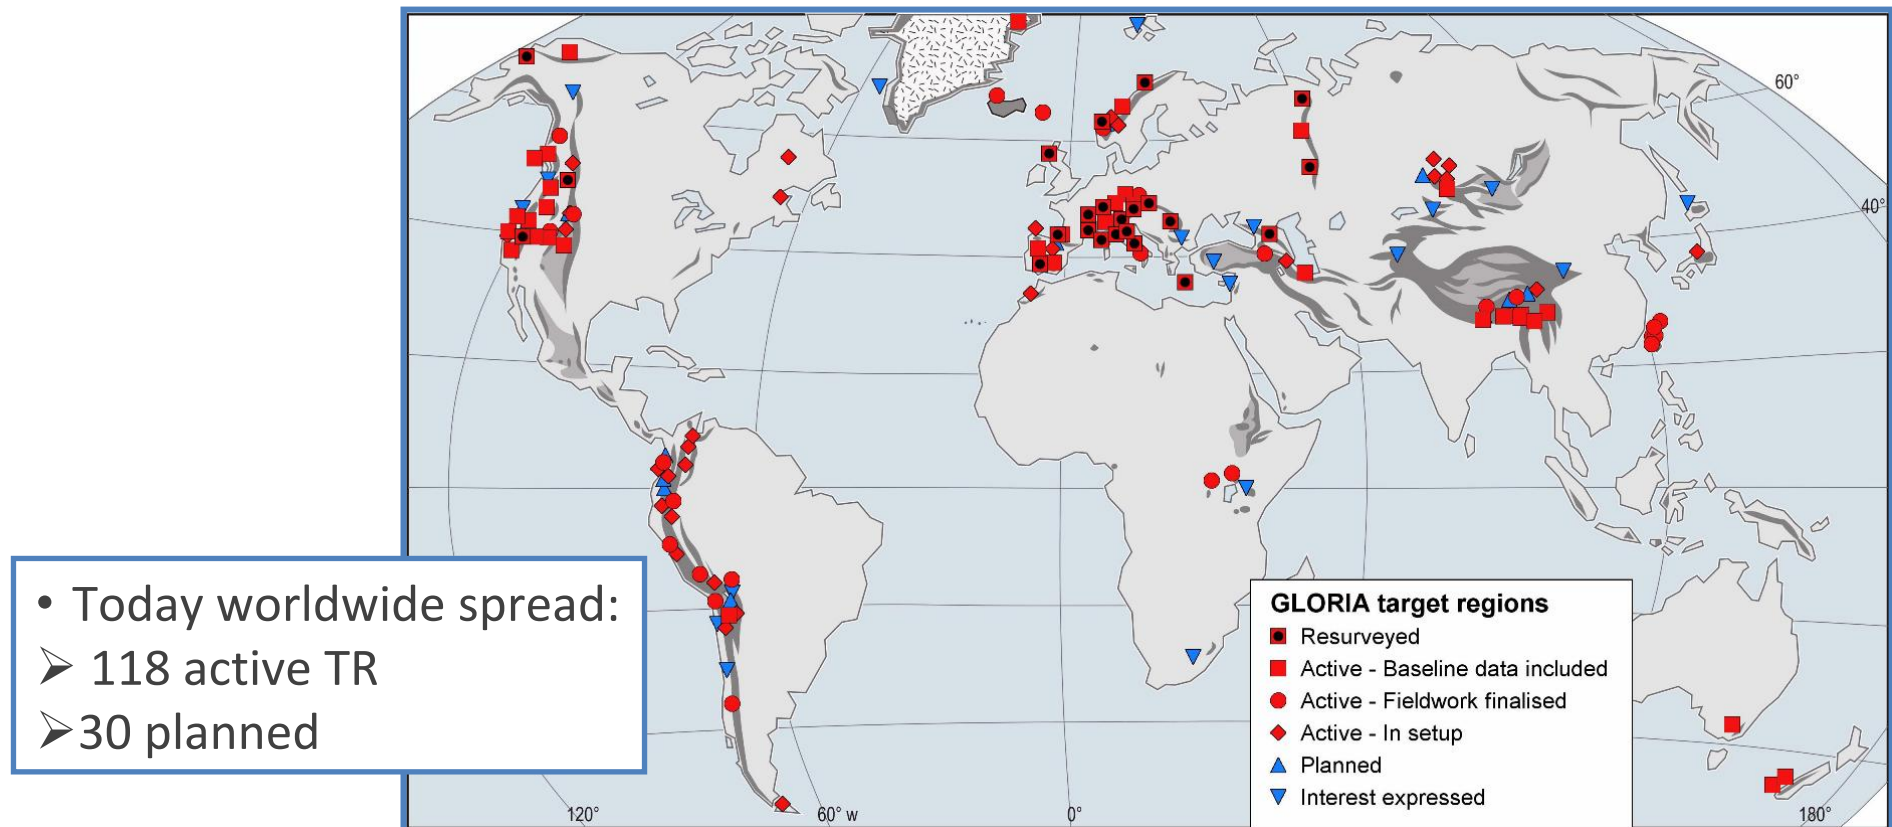 60°
40°
• Today worldwide spread:
➢ 118 active TR
➢30 planned
GLORIA target regions
Resurveyed
Active - Baseline data included
Active - Fieldwork finalised
Active - In setup
Planned
Interest expressed
120° 60° w 0° 180°